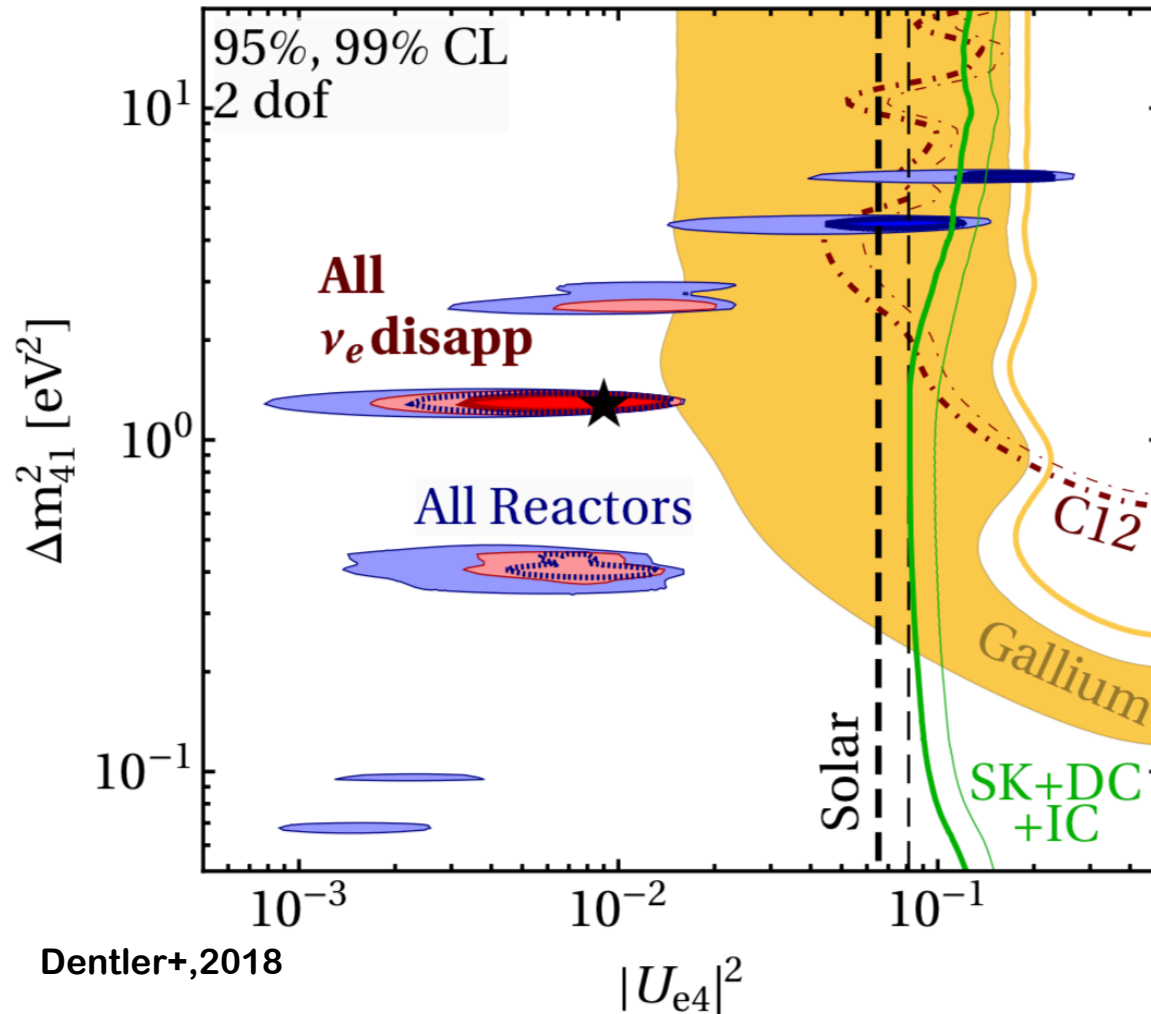 95%, 99% CL
2 dof
10¹
All
νₑ disapp
Δm²₄₁ [eV²]
10⁰
All Reactors
C12
Gallium
Solar
10⁻¹
SK+DC
+IC
10⁻³
10⁻²
10⁻¹
Dentler+,2018
|Uₑ₄|²